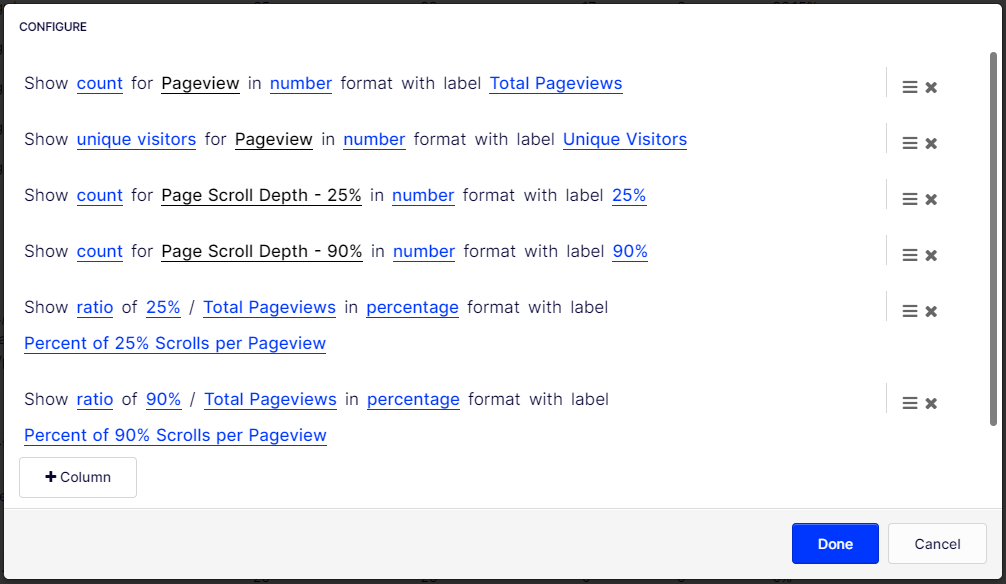 CONFIGURE
Show count for Pageview in number format with label Total Pageviews
Show unique visitors for Pageview in number format with label Unique Visitors
Show count for Page Scroll Depth - 25% in number format with label 25%
Show count for Page Scroll Depth - 90% in number format with label 90%
Show ratio of 25% / Total Pageviews in percentage format with label
Percent of 25% Scrolls per Pageview
Show ratio of 90% / Total Pageviews in percentage format with label
Percent of 90% Scrolls per Pageview
+ Column
Done Cancel